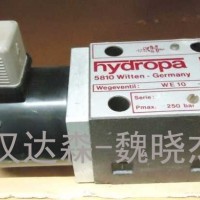 hydropa
5810 Witten - Germany
Wegeventil: WE 10
Serie:
Pmax. 250 bar
汉达森-魏晓杰